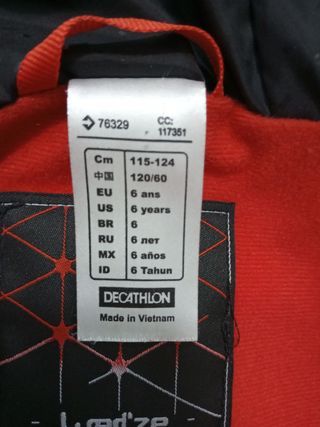 76329 CC:
117351
Cm 115-124
中国 120/60
EU 6 ans
US 6 years
BR 6
RU 6 лет
MX 6 años
ID 6 Tahun
DECATHLON
Made in Vietnam